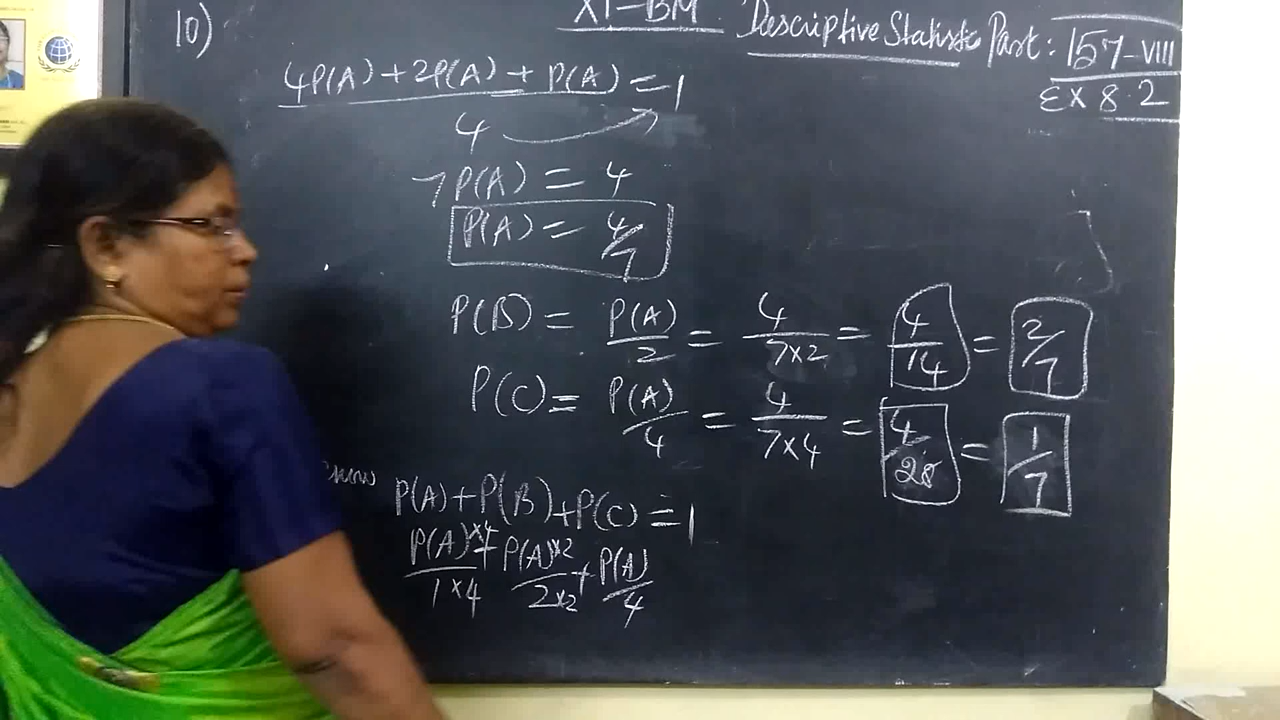 10)
XI-BM Descriptive Statistic Part: 157-VIII
EX 8.2
4P(A)+2P(A)+P(A) = 1
4
7P(A) = 4
P(A) = 4/7
P(B) = P(A)/2 = 4/7×2 = 4/14 = 2/7
P(C) = P(A)/4 = 4/7×4 = 4/28 = 1/7
P(A)+P(B)+P(C) = 1
P(A)×4/1×4 + P(A)×2/2×2 + P(A)/4